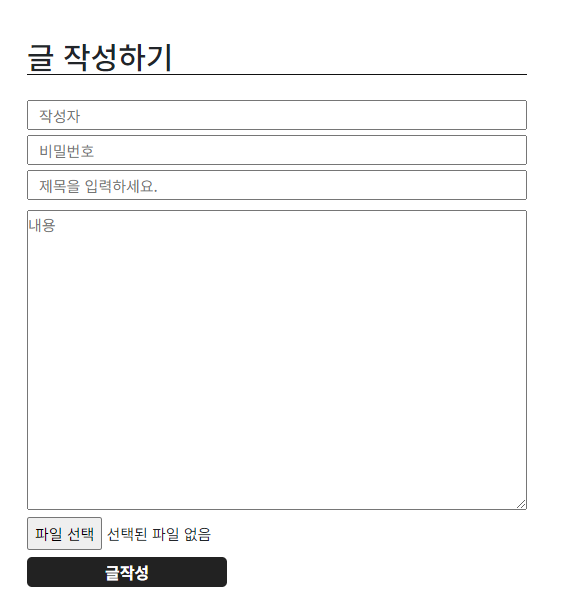 글 작성하기
작성자
비밀번호
제목을 입력하세요.
내용
파일 선택 선택된 파일 없음
글작성